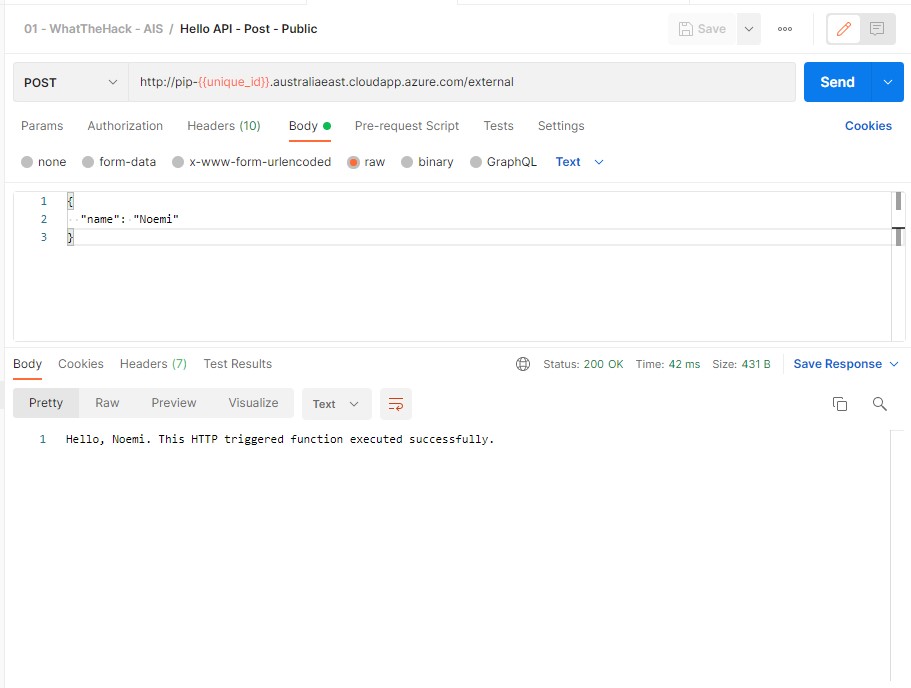 01 - WhatTheHack - AIS / Hello API - Post - Public
Save
POST
http://pip-{{unique_id}}.australiaeast.cloudapp.azure.com/external
Send
Params Authorization Headers (10) Body Pre-request Script Tests Settings Cookies
none form-data x-www-form-urlencoded raw binary GraphQL Text
1 {
2 "name": "Noemi"
3 }
Body Cookies Headers (7) Test Results Status: 200 OK Time: 42 ms Size: 431 B Save Response
Pretty Raw Preview Visualize Text
1 Hello, Noemi. This HTTP triggered function executed successfully.